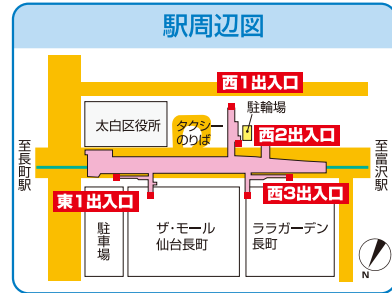 駅周辺図
西1出入口
駐輪場
太白区役所
タクシー
のりば
西2出入口
至長町駅
至富沢駅
東1出入口
西3出入口
駐車場
ザ・モール
仙台長町
ララガーデン
長町
N